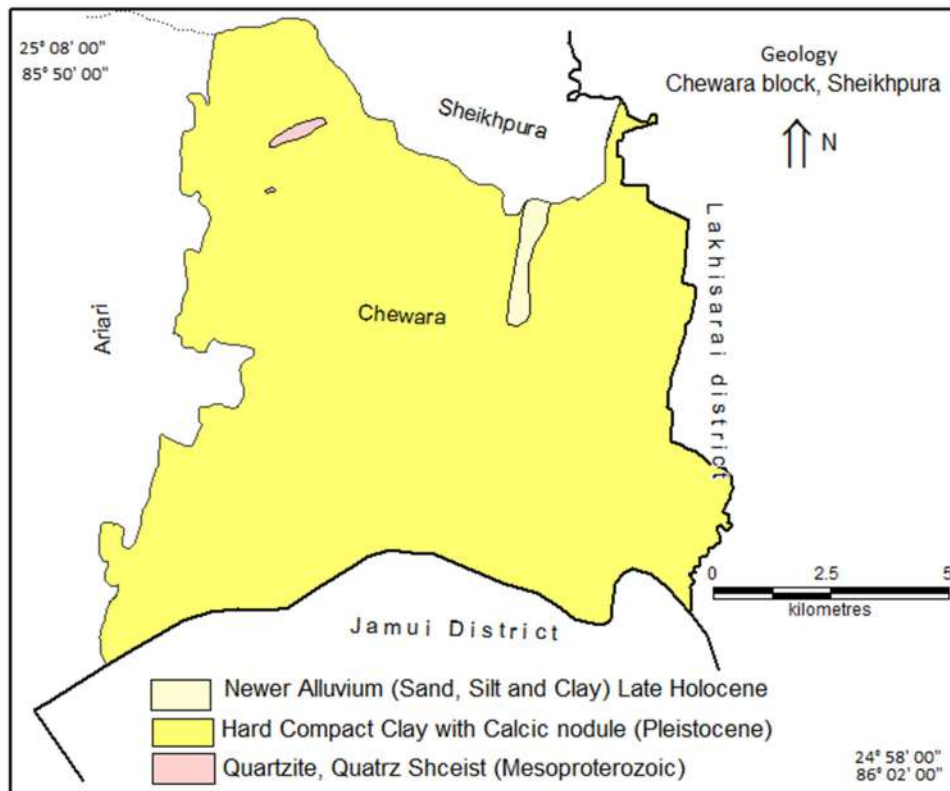 25° 08' 00"
85° 50' 00"
Geology
Chewara block, Sheikhpura
N
Sheikhpura
Lakhisarai district
Ariari
Chewara
0 2.5 5
kilometres
Jamui District
Newer Alluvium (Sand, Silt and Clay) Late Holocene
Hard Compact Clay with Calcic nodule (Pleistocene)
Quartzite, Quatrz Shceist (Mesoproterozoic)
24° 58' 00"
86° 02' 00"